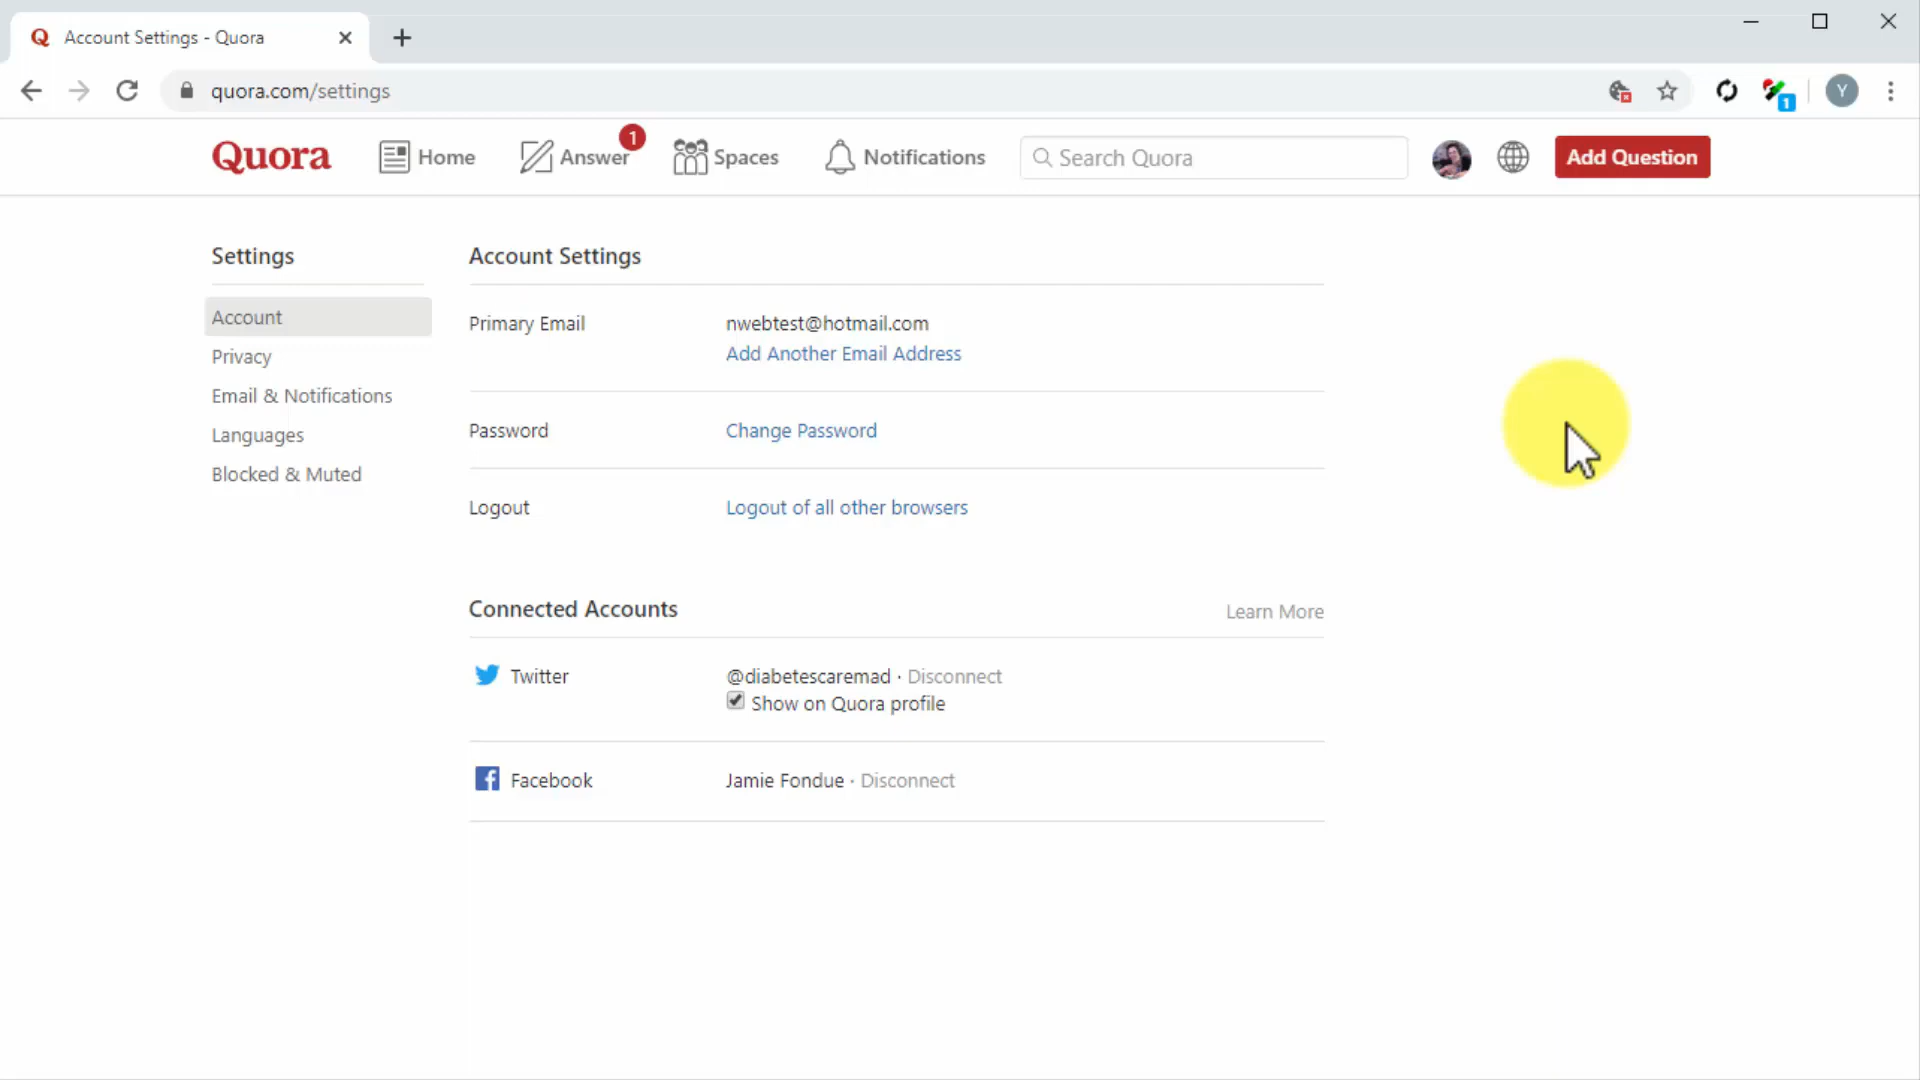 Account Settings - Quora
quora.com/settings
1
Y
Quora
Home
Answer
1
Spaces
Notifications
Search Quora
Add Question
Settings
Account
Privacy
Email & Notifications
Languages
Blocked & Muted
Account Settings
Primary Email
nwebtest@hotmail.com
Add Another Email Address
Password
Change Password
Logout
Logout of all other browsers
Connected Accounts
Learn More
Twitter
@diabetescaremad · Disconnect
Show on Quora profile
Facebook
Jamie Fondue · Disconnect